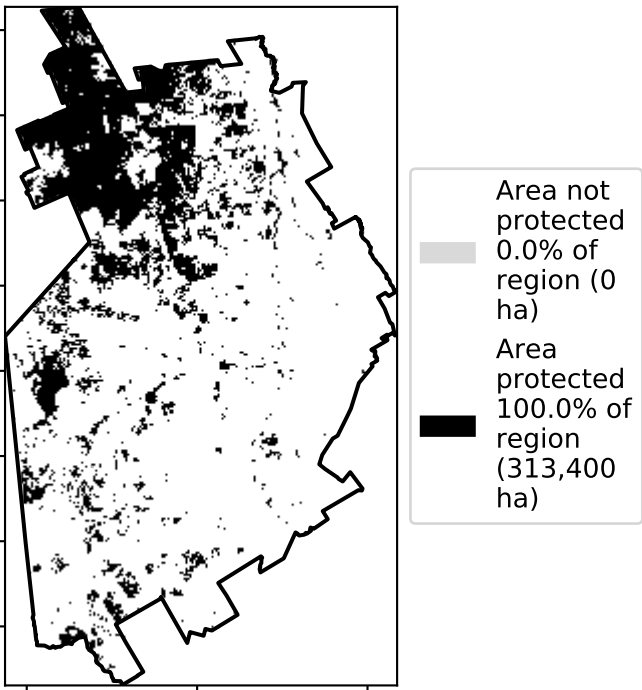 Area not
protected
0.0% of
region (0
ha)
Area
protected
100.0% of
region
(313,400
ha)